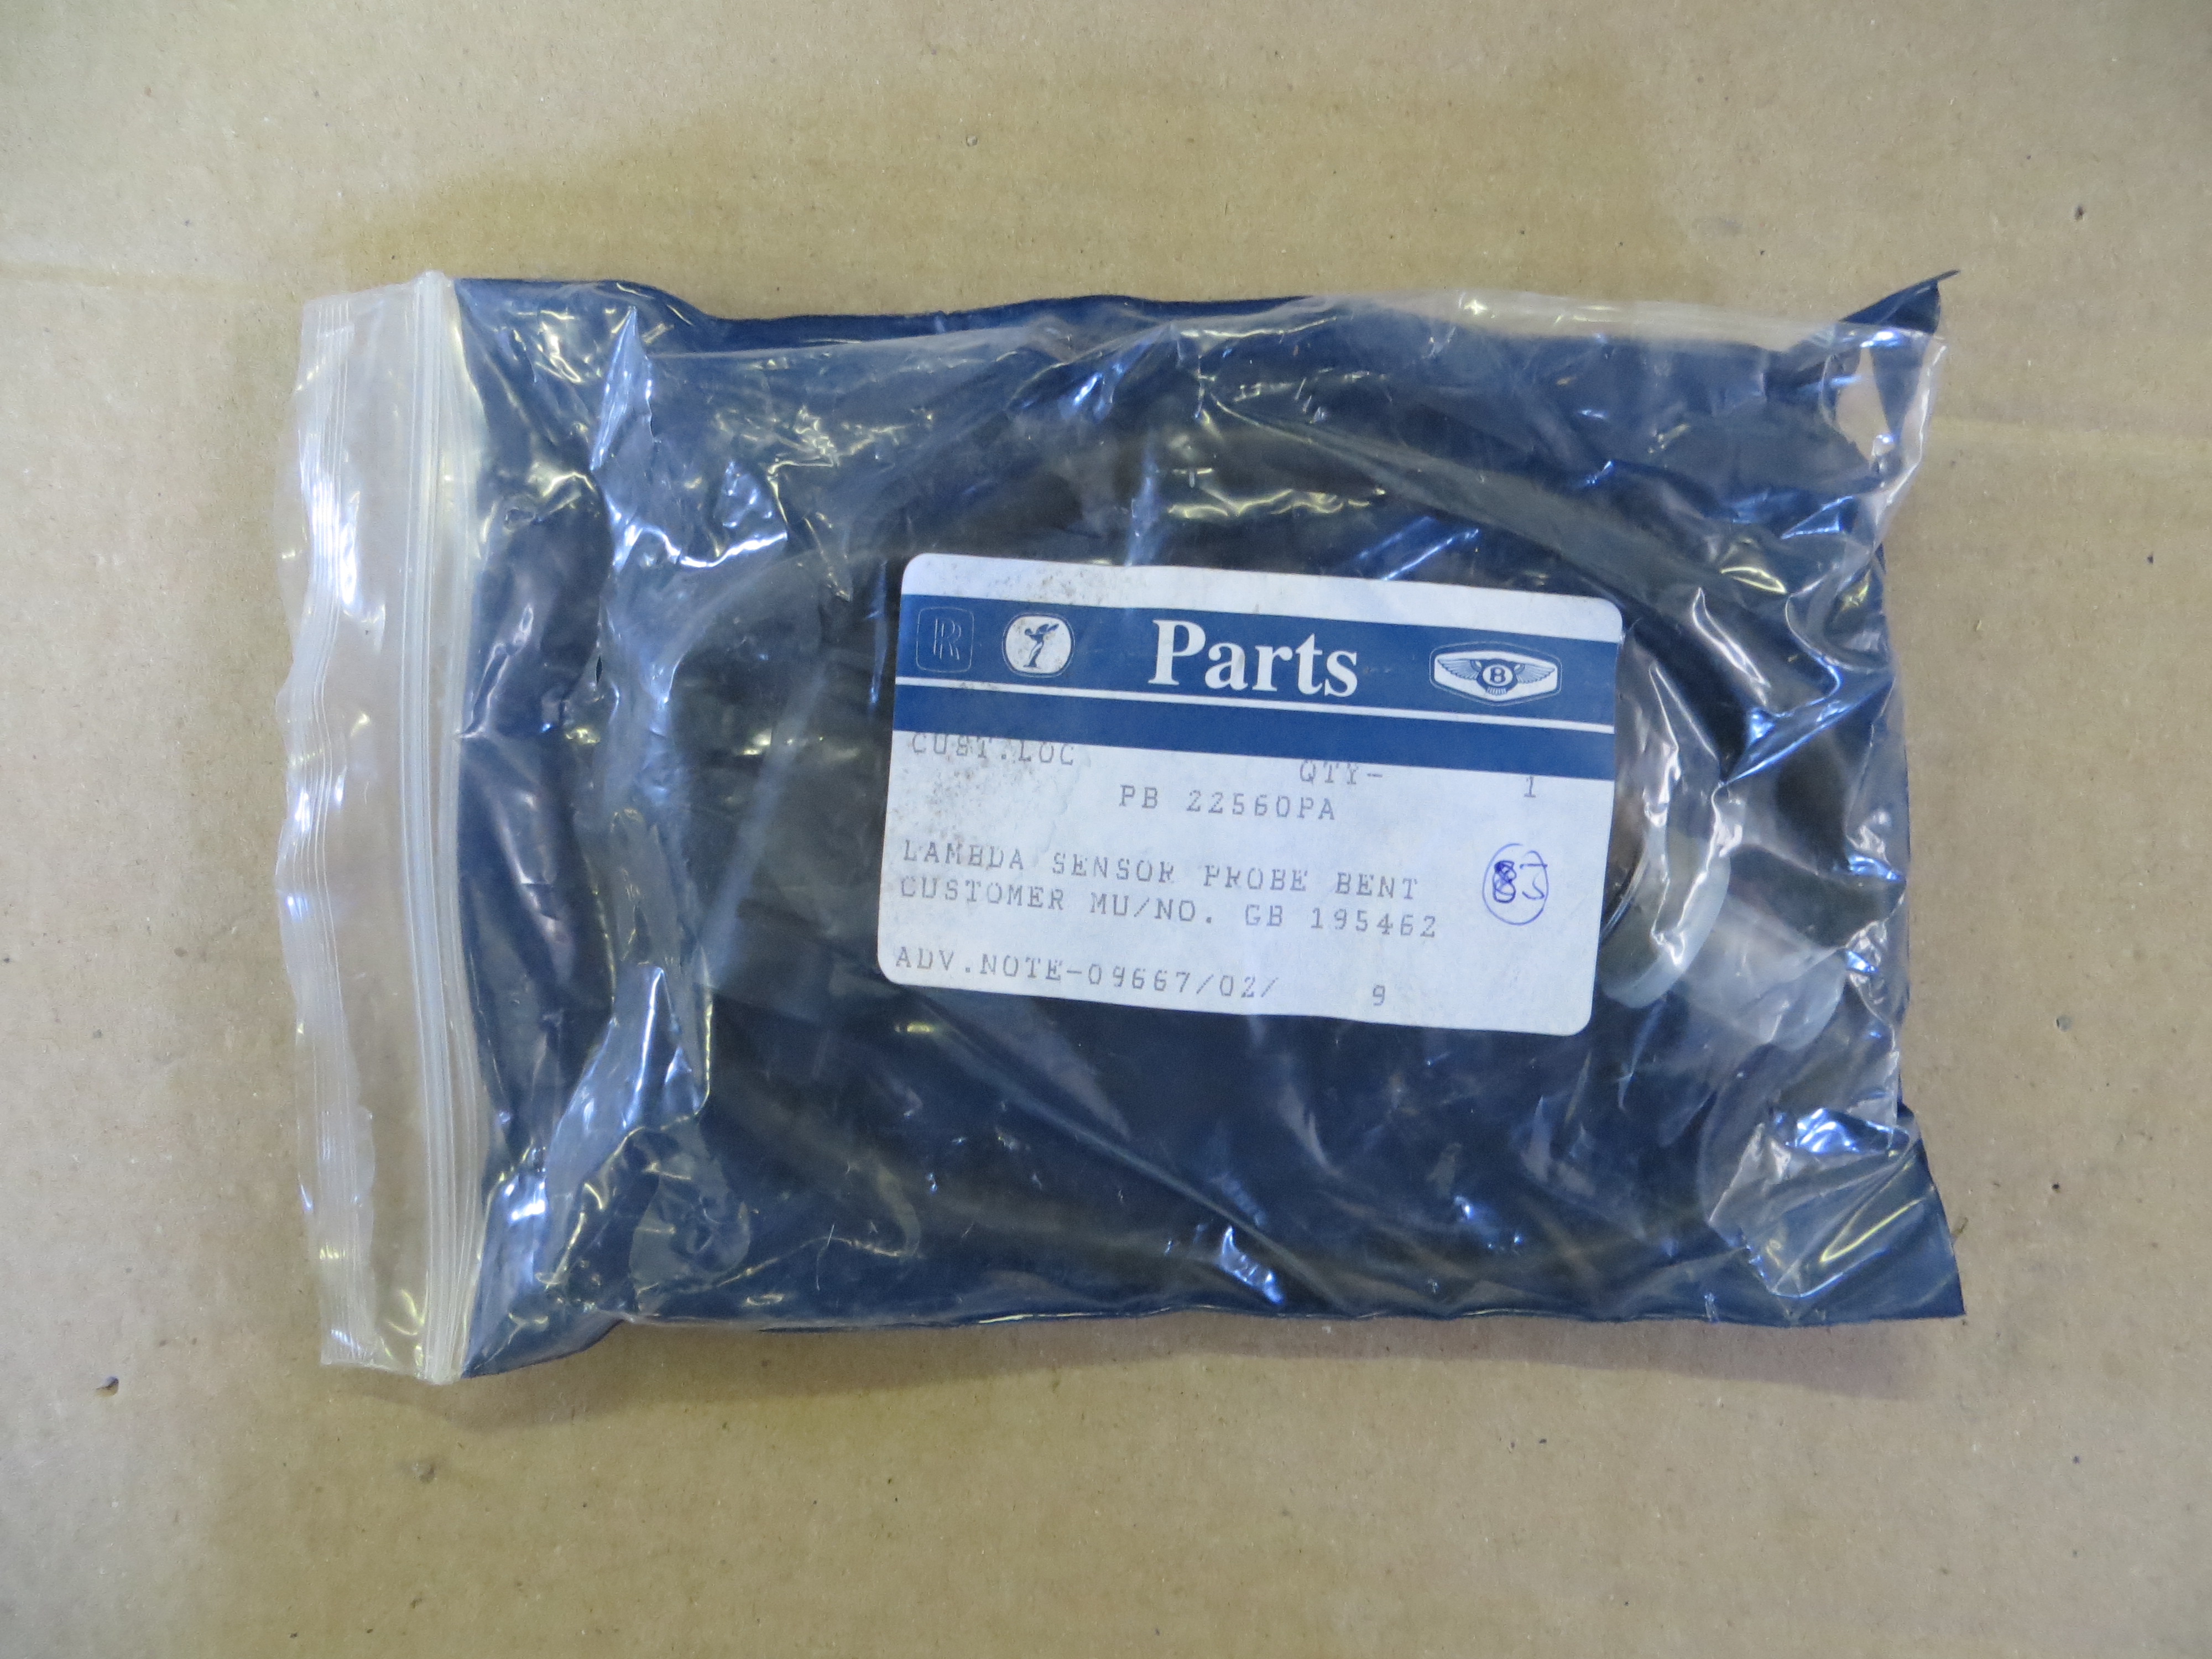 RR Parts B
CUST.LOC QTY- 1
PB 22560PA
LAMBDA SENSOR PROBE BENT
CUSTOMER MU/NO. GB 195462
ADV.NOTE-09667/02/ 9